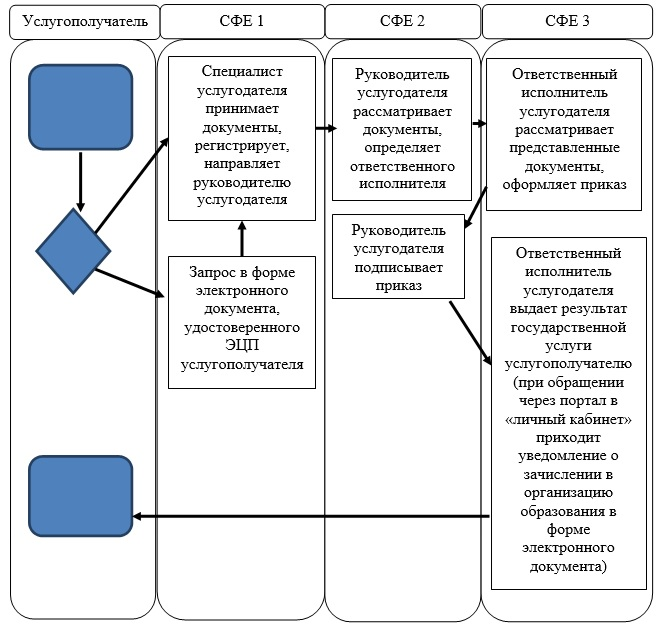 Услугополучатель
СФЕ 1
СФЕ 2
СФЕ 3
Специалист
услугодателя
принимает
документы,
регистрирует,
направляет
руководителю
услугодателя
Запрос в форме
электронного
документа,
удостоверенного
ЭЦП
услугополучателя
Руководитель
услугодателя
рассматривает
документы,
определяет
ответственного
исполнителя
Руководитель
услугодателя
подписывает
приказ
Ответственный
исполнитель
услугодателя
рассматривает
представленные
документы,
оформляет приказ
Ответственный
исполнитель
услугодателя
выдает результат
государственной
услуги
услугополучателю
(при обращении
через портал в
«личный кабинет»
приходит
уведомление о
зачислении в
организацию
образования в
форме
электронного
документа)